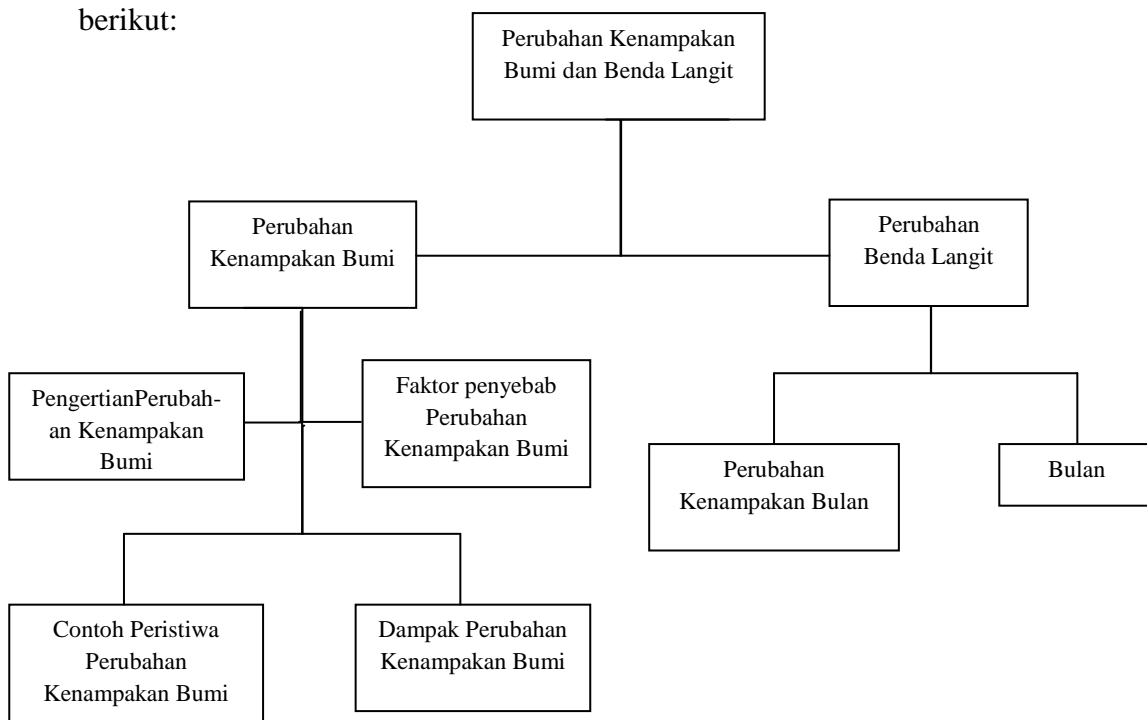 berikut:
Perubahan Kenampakan
Bumi dan Benda Langit
Perubahan
Kenampakan Bumi
Perubahan
Benda Langit
PengertianPerubah-
an Kenampakan
Bumi
Faktor penyebab
Perubahan
Kenampakan Bumi
Perubahan
Kenampakan Bulan
Bulan
Contoh Peristiwa
Perubahan
Kenampakan Bumi
Dampak Perubahan
Kenampakan Bumi